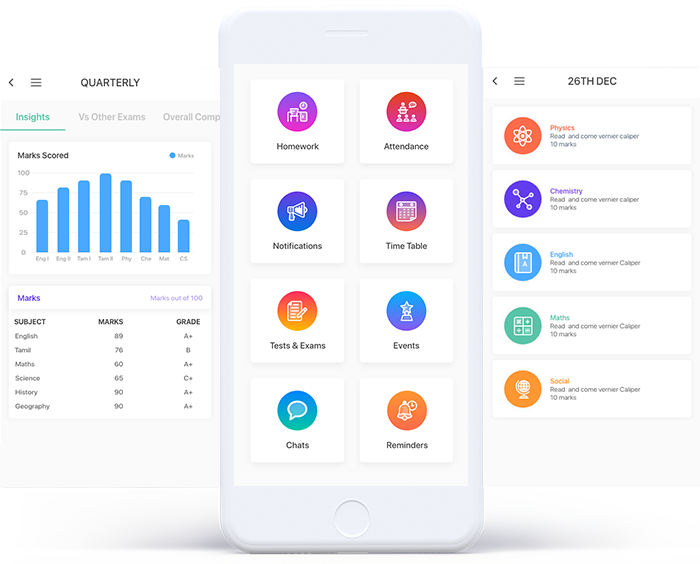 QUARTERLY
Insights Vs Other Exams Overall Comp
Marks Scored Marks
100
75
50
25
0
Eng I Eng II Tam I Tam II Phy Che Mat CS
Marks Marks out of 100
SUBJECT MARKS GRADE
English 89 A+
Tamil 76 B
Maths 60 A+
Science 65 C+
History 90 A+
Geography 90 A+
Homework Attendance
Notifications Time Table
Tests & Exams Events
Chats Reminders
26TH DEC
Physics
Read and come vernier caliper
10 marks
Chemistry
Read and come vernier caliper
10 marks
English
Read and come vernier Caliper
10 marks
A
Maths
Read and come vernier Caliper
10 marks
Social
Read and come vernier Caliper
10 marks